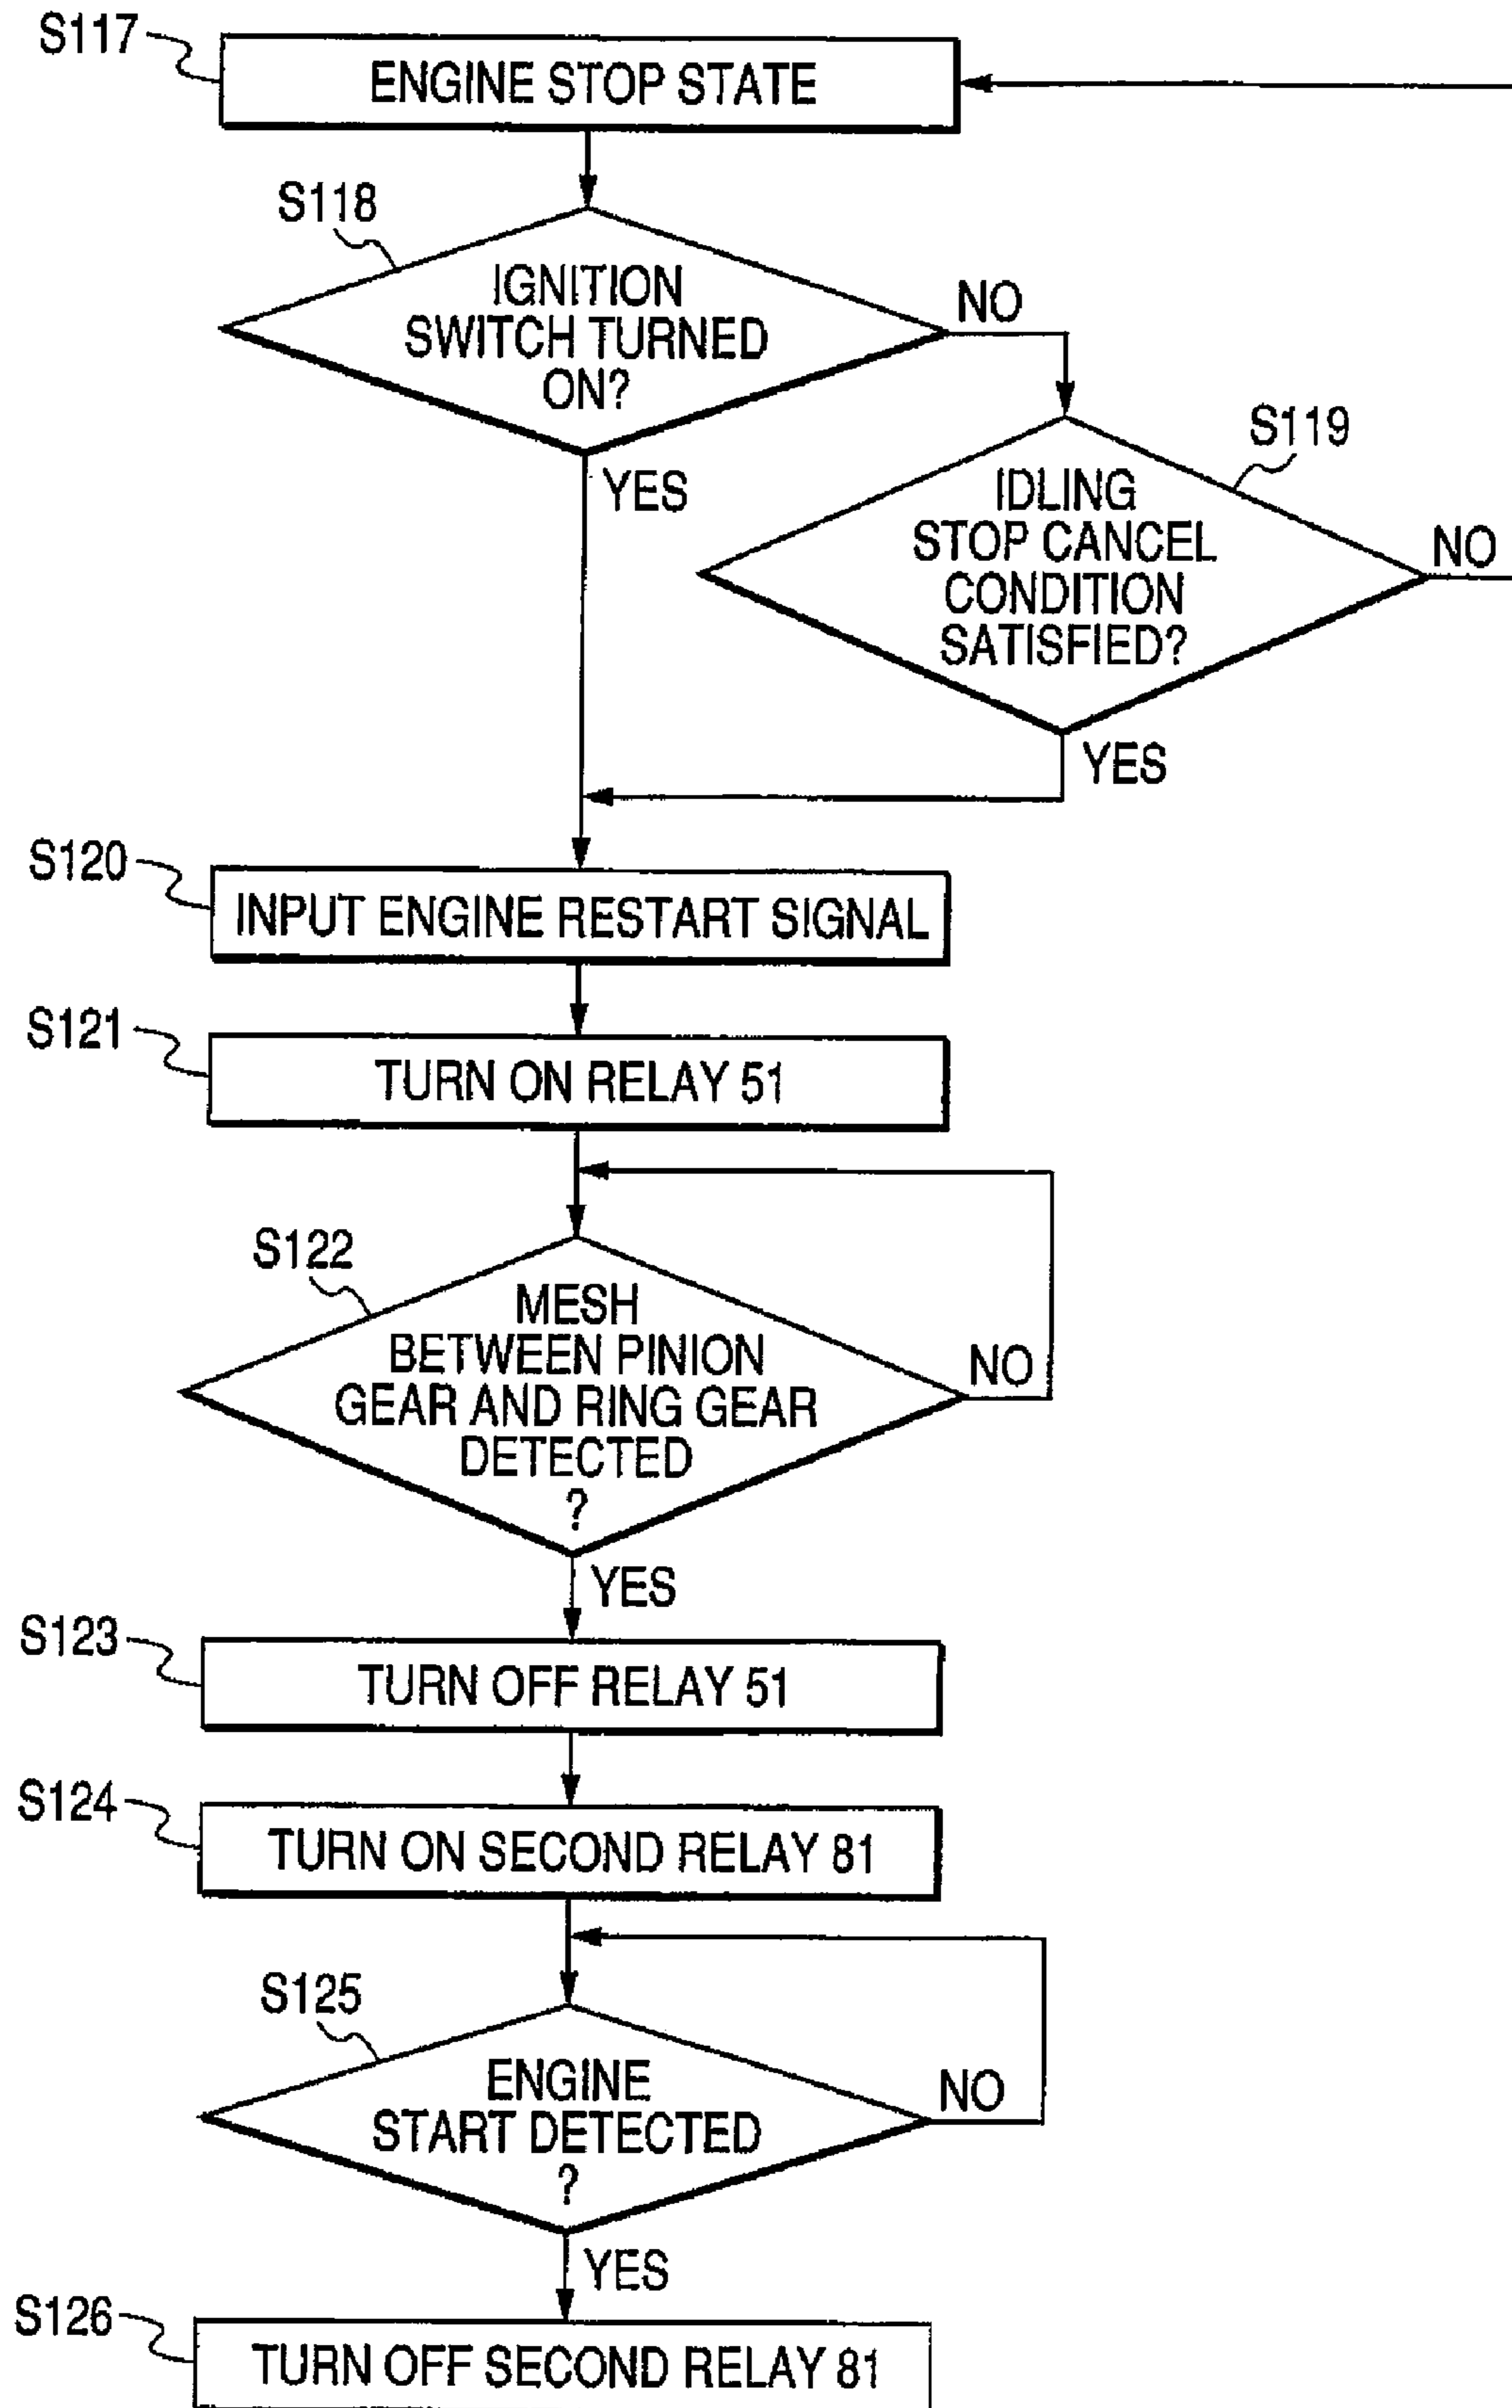 S117
ENGINE STOP STATE
S118
IGNITION
SWITCH TURNED
ON?
NO
YES
S119
IDLING
STOP CANCEL
CONDITION
SATISFIED?
NO
YES
S120
INPUT ENGINE RESTART SIGNAL
S121
TURN ON RELAY 51
S122
MESH
BETWEEN PINION
GEAR AND RING GEAR
DETECTED
?
NO
YES
S123
TURN OFF RELAY 51
S124
TURN ON SECOND RELAY 81
S125
ENGINE
START DETECTED
?
NO
YES
S126
TURN OFF SECOND RELAY 81